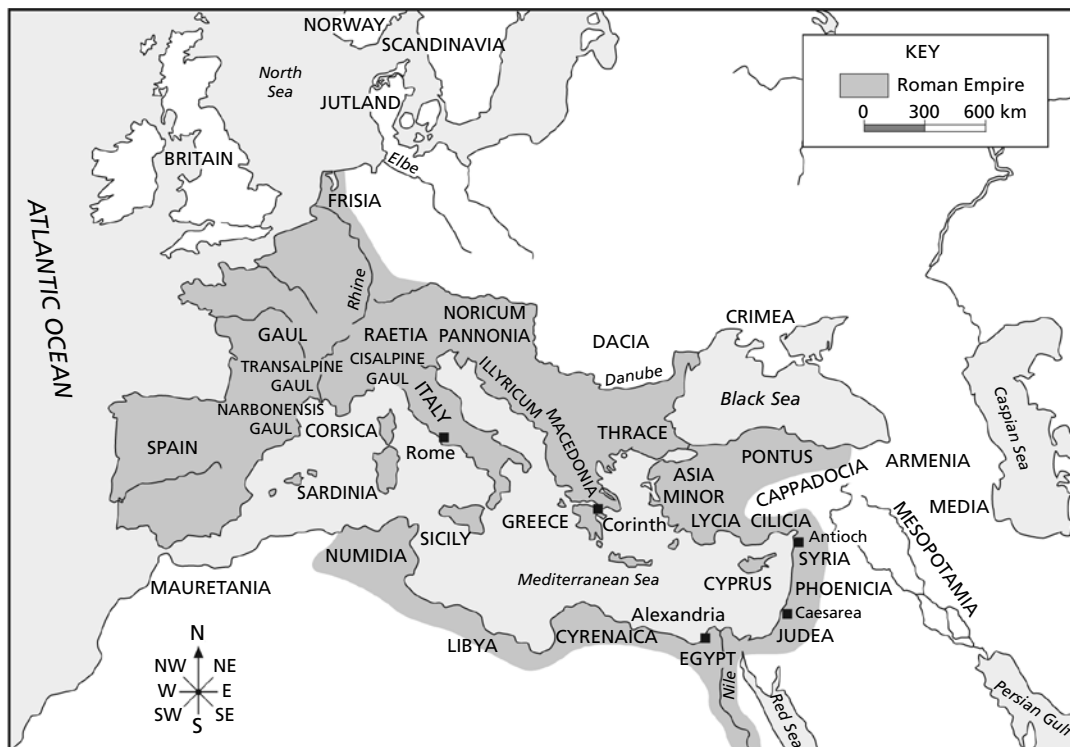 NORWAY
SCANDINAVIA
North
Sea
JUTLAND
BRITAIN
Elbe
FRISIA
KEY
Roman Empire
0 300 600 km
ATLANTIC OCEAN
Rhine
NORICUM
PANNONIA
GAUL
RAETIA
TRANSALPINE
GAUL
CISALPINE
GAUL
NARBONENSIS
GAUL
DACIA
CRIMEA
Danube
Black Sea
Caspian Sea
ILLYRICUM
ITALY
MACEDONIA
CORSICA
Rome
SPAIN
SARDINIA
THRACE
PONTUS
ASIA
MINOR
CAPPADOCIA
ARMENIA
MEDIA
MESOPOTAMIA
GREECE
Corinth
LYCIA
CILICIA
Antioch
SYRIA
SICILY
NUMIDIA
MAURETANIA
Mediterranean Sea
CYPRUS
PHOENICIA
Caesarea
JUDEA
Alexandria
LIBYA
CYRENAICA
EGYPT
Nile
Red Sea
Persian Gulf
N
NW NE
W E
SW SE
S